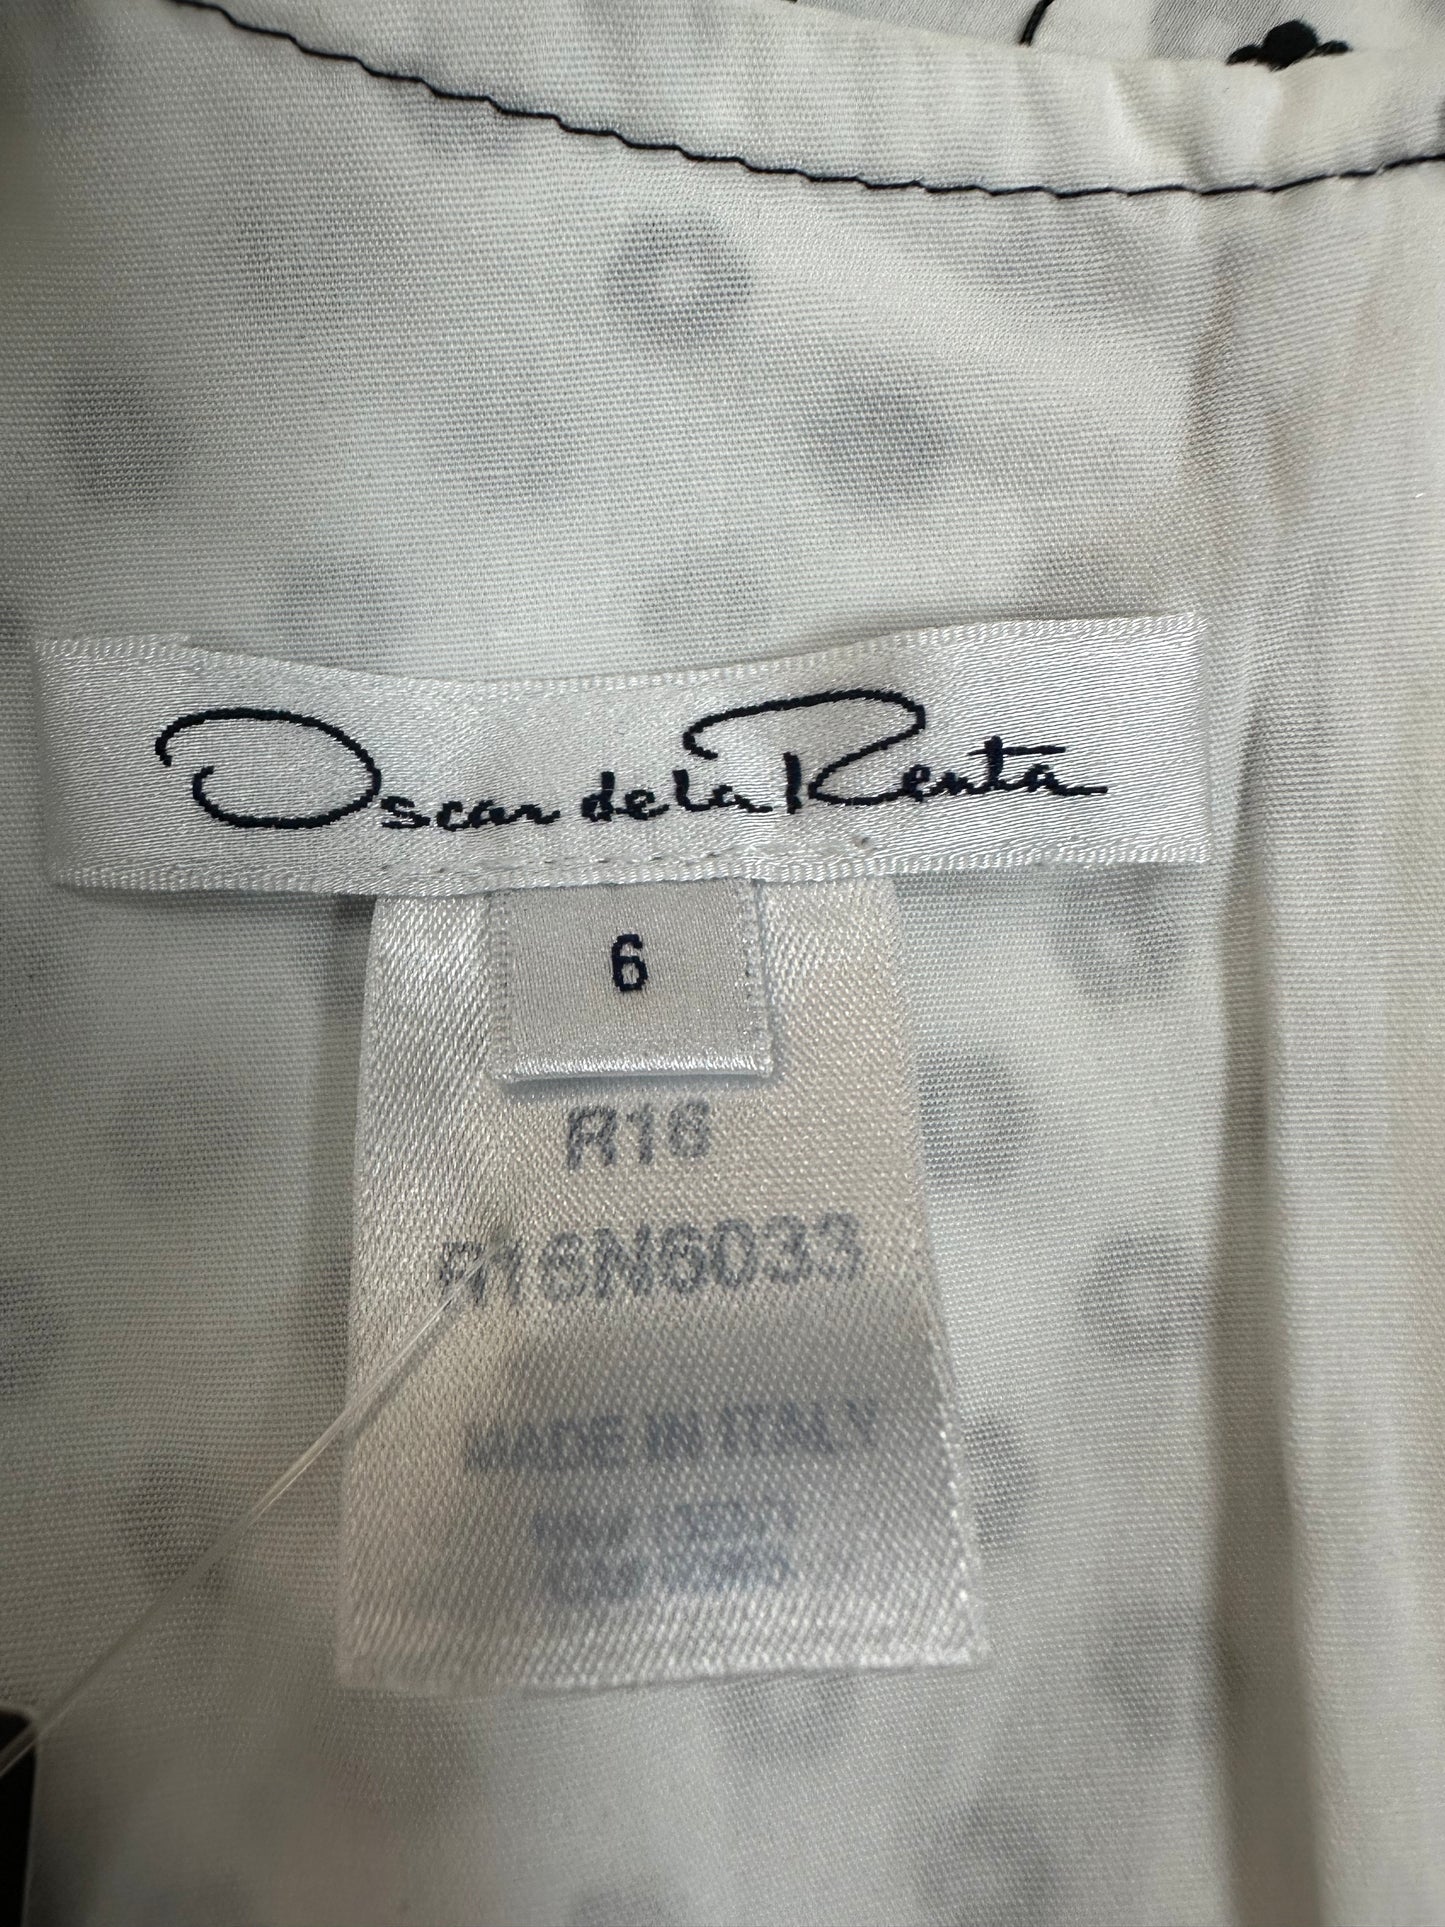 Oscar de la Renta
6
R16
R16N6033
MADE IN ITALY